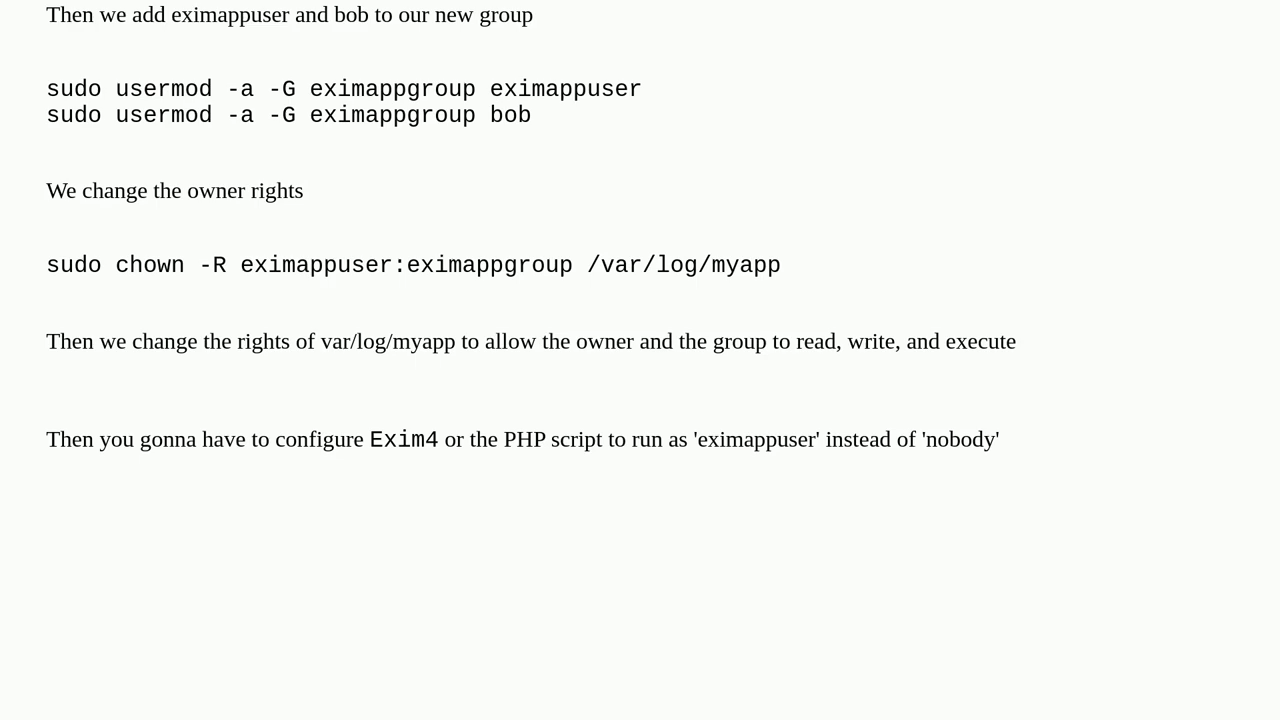 Then we add eximappuser and bob to our new group
sudo usermod -a -G eximappgroup eximappuser
sudo usermod -a -G eximappgroup bob
We change the owner rights
sudo chown -R eximappuser:eximappgroup /var/log/myapp
Then we change the rights of var/log/myapp to allow the owner and the group to read, write, and execute
Then you gonna have to configure Exim4 or the PHP script to run as 'eximappuser' instead of 'nobody'